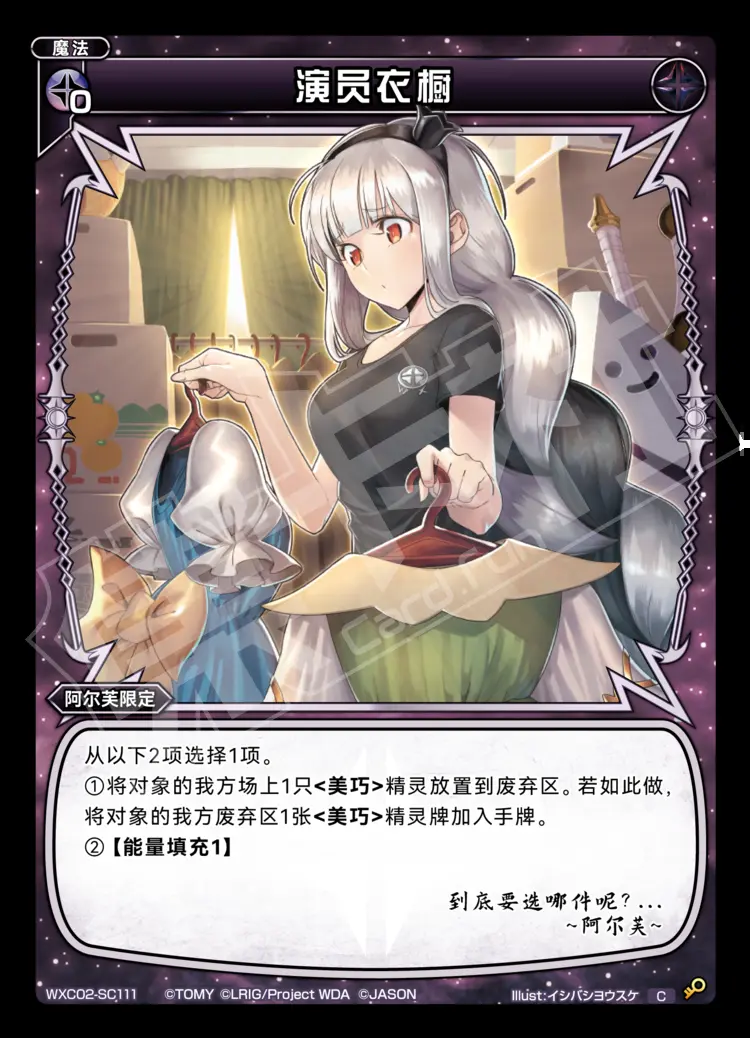 魔法
0
演员衣橱
阿尔芙限定
从以下2项选择1项。
①将对象的我方场上1只<美巧>精灵放置到废弃区。若如此做，
将对象的我方废弃区1张<美巧>精灵牌加入手牌。
②【能量填充1】
到底要选哪件呢？...
~阿尔芙~
WXC02-SC111 ©TOMY ©LRIG/Project WDA ©JASON Illust:イシバシヨウスケ C